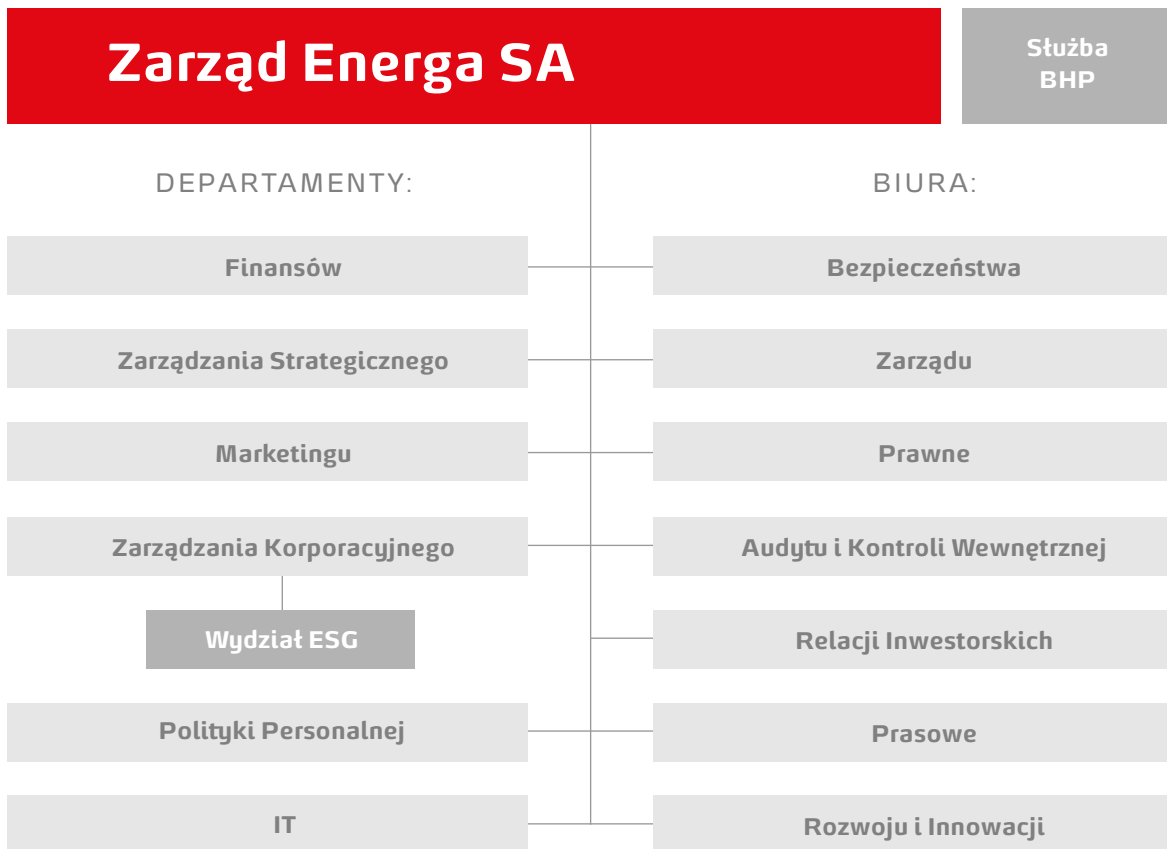 Zarząd Energa SA
Służba
BHP
DEPARTAMENTY:
Finansów
Zarządzania Strategicznego
Marketingu
Zarządzania Korporacyjnego
Wydział ESG
Polityki Personalnej
IT
BIURA:
Bezpieczeństwa
Zarządu
Prawne
Audytu i Kontroli Wewnętrznej
Relacji Inwestorskich
Prasowe
Rozwoju i Innowacji